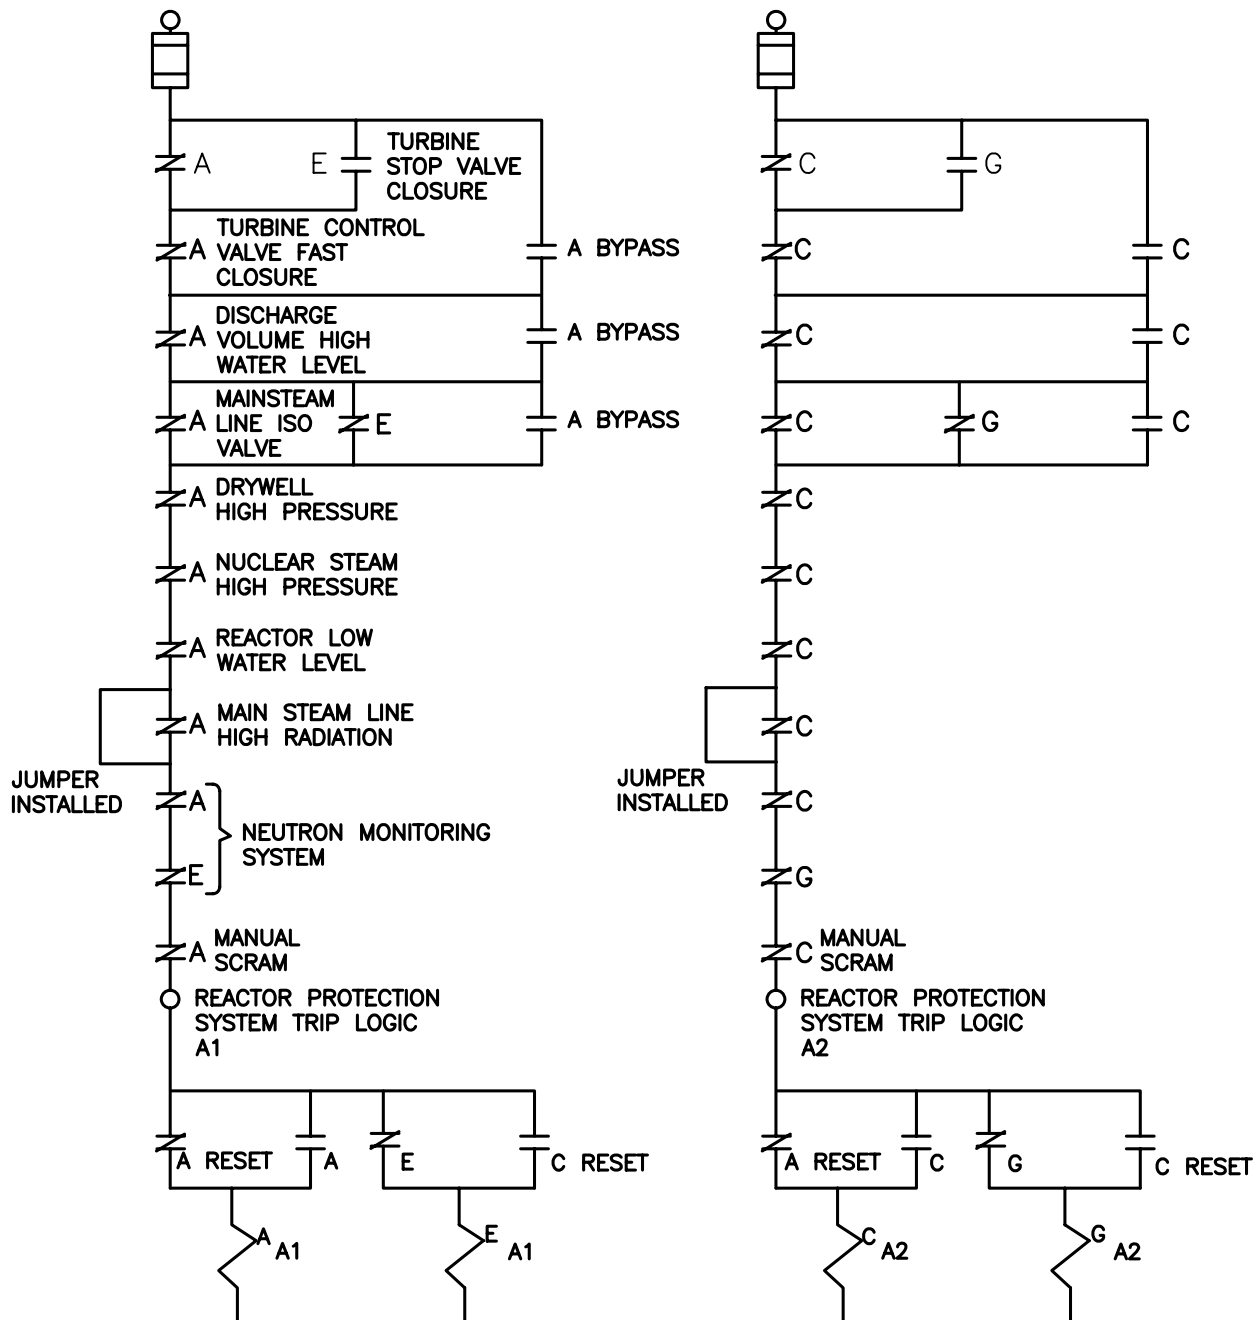 A
E
TURBINE
STOP VALVE
CLOSURE
C
G
A
TURBINE CONTROL
VALVE FAST
CLOSURE
A BYPASS
C
C
A
DISCHARGE
VOLUME HIGH
WATER LEVEL
A BYPASS
C
C
A
MAINSTEAM
LINE ISO
VALVE
E
A BYPASS
C
G
C
A
DRYWELL
HIGH PRESSURE
C
A
NUCLEAR STEAM
HIGH PRESSURE
C
A
REACTOR LOW
WATER LEVEL
C
A
MAIN STEAM LINE
HIGH RADIATION
C
JUMPER
INSTALLED
JUMPER
INSTALLED
A
C
NEUTRON MONITORING
SYSTEM
E
G
A
MANUAL
SCRAM
C
MANUAL
SCRAM
REACTOR PROTECTION
SYSTEM TRIP LOGIC
A1
REACTOR PROTECTION
SYSTEM TRIP LOGIC
A2
A RESET
A
E
C RESET
A RESET
C
G
C RESET
A
A1
E
A1
C
A2
G
A2